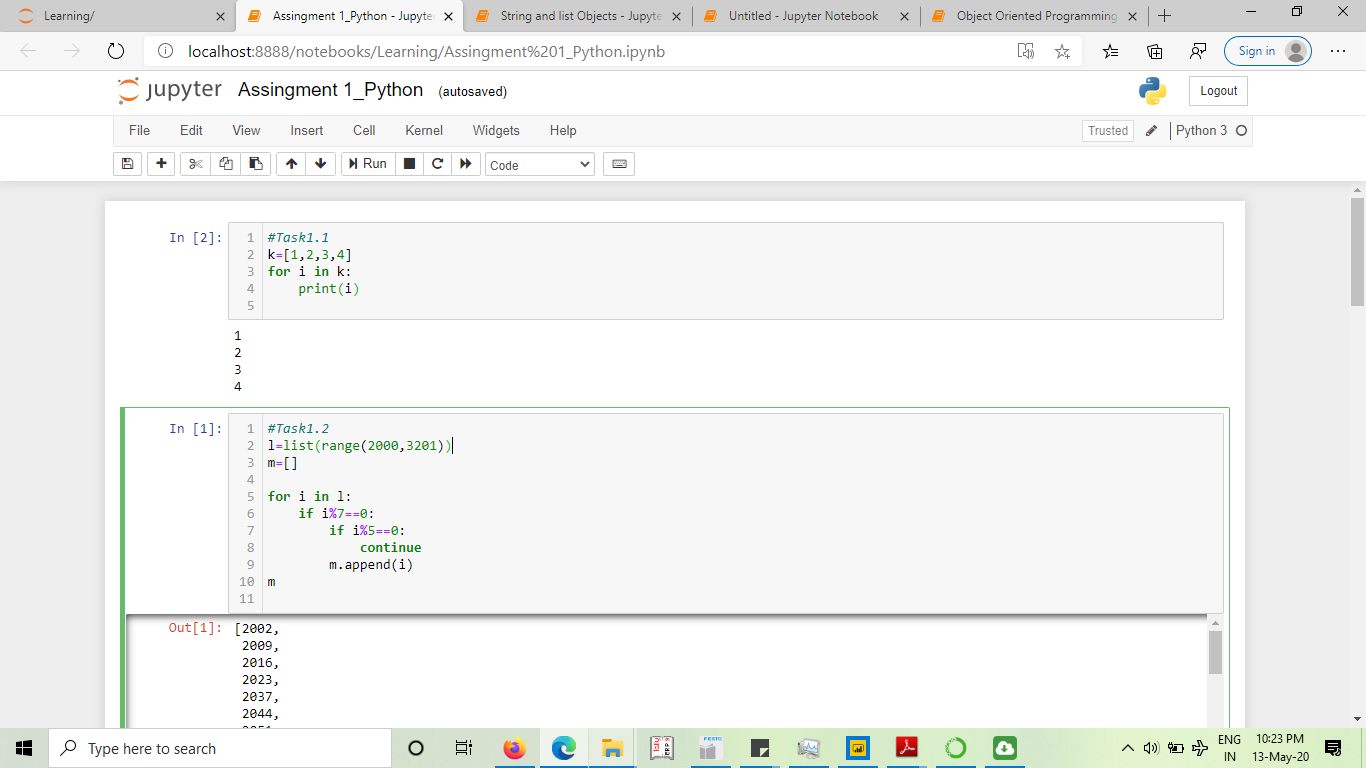 Learning/
Assingment 1_Python - Jupyte
String and list Objects - Jupyte
Untitled - Jupyter Notebook
Object Oriented Programming
localhost:8888/notebooks/Learning/Assingment%201_Python.ipynb
Sign in
jupyter Assingment 1_Python (autosaved)
Logout
File Edit View Insert Cell Kernel Widgets Help
Trusted
Python 3
Run
Code
In [2]:
1 #Task1.1
2 k=[1,2,3,4]
3 for i in k:
4     print(i)
5
1
2
3
4
In [1]:
1 #Task1.2
2 l=list(range(2000,3201))
3 m=[]
4
5 for i in l:
6     if i%7==0:
7         if i%5==0:
8             continue
9         m.append(i)
10 m
11
Out[1]: [2002,
2009,
2016,
2023,
2037,
2044,
Type here to search
ENG
IN
10:23 PM
13-May-20